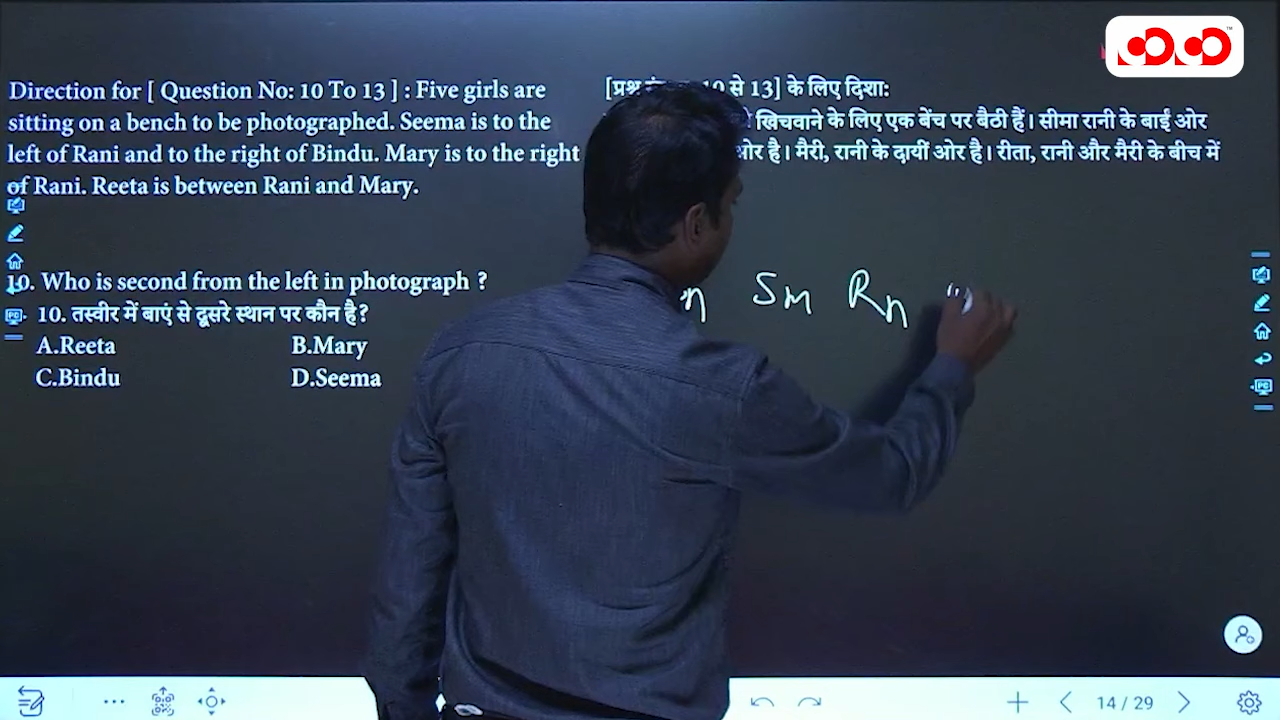 Direction for [ Question No: 10 To 13 ] : Five girls are
sitting on a bench to be photographed. Seema is to the
left of Rani and to the right of Bindu. Mary is to the right
of Rani. Reeta is between Rani and Mary.
[प्रश्न 10 से 13] के लिए दिशा:
खिचवाने के लिए एक बेंच पर बैठी हैं। सीमा रानी के बाईं ओर
ओर है। मैरी, रानी के दायीं ओर है। रीता, रानी और मैरी के बीच में
10. Who is second from the left in photograph ?
10. तस्वीर में बाएं से दूसरे स्थान पर कौन है?
A.Reeta B.Mary
C.Bindu D.Seema
n Sm Rn
14 / 29